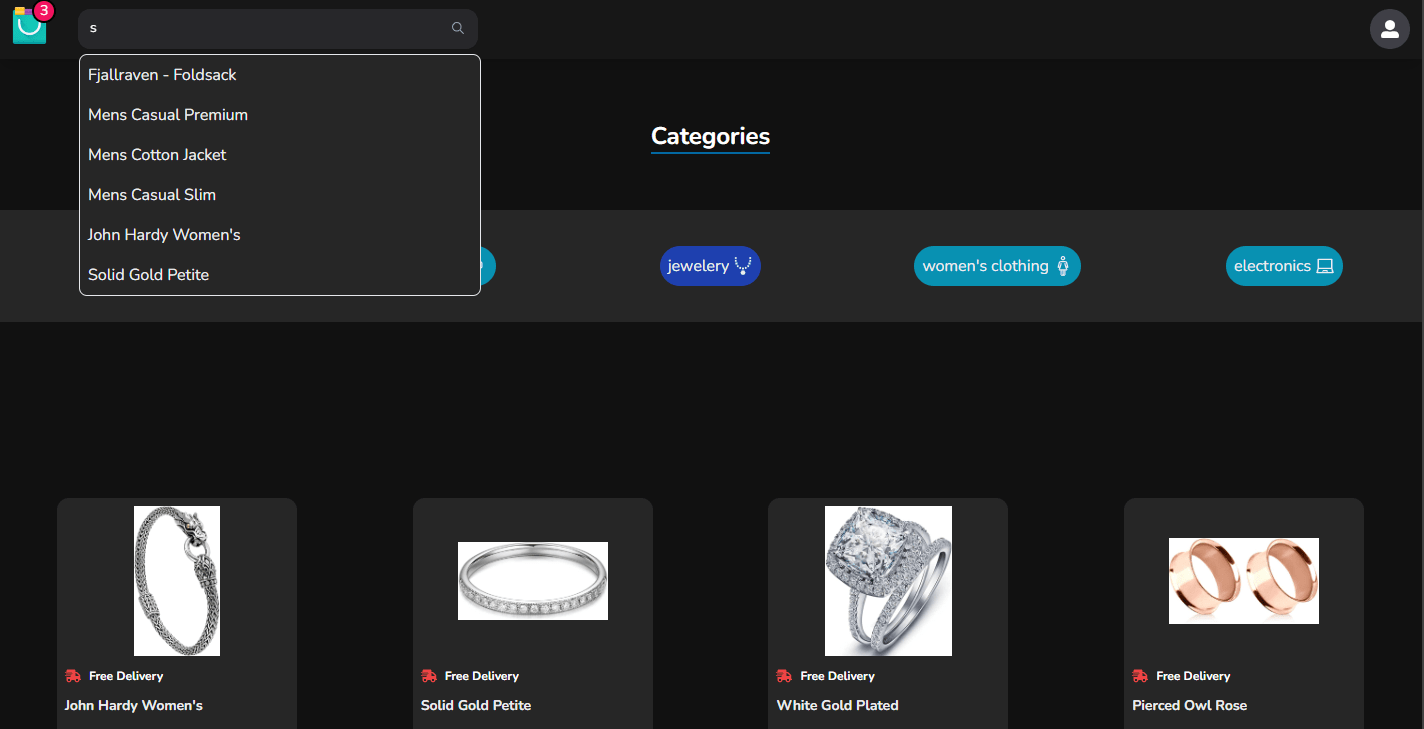 3
s
Fjallraven - Foldsack
Mens Casual Premium
Mens Cotton Jacket
Mens Casual Slim
John Hardy Women's
Solid Gold Petite
Categories
jewelery
women's clothing
electronics
Free Delivery
John Hardy Women's
Free Delivery
Solid Gold Petite
Free Delivery
White Gold Plated
Free Delivery
Pierced Owl Rose